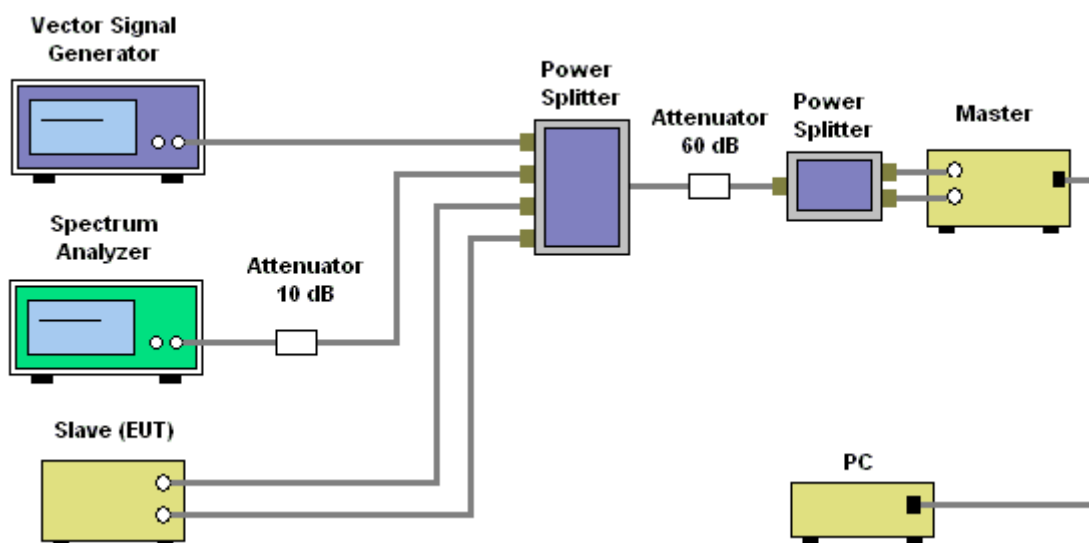 Vector Signal
Generator
Power
Splitter
Attenuator
60 dB
Power
Splitter
Master
Spectrum
Analyzer
Attenuator
10 dB
Slave (EUT)
PC